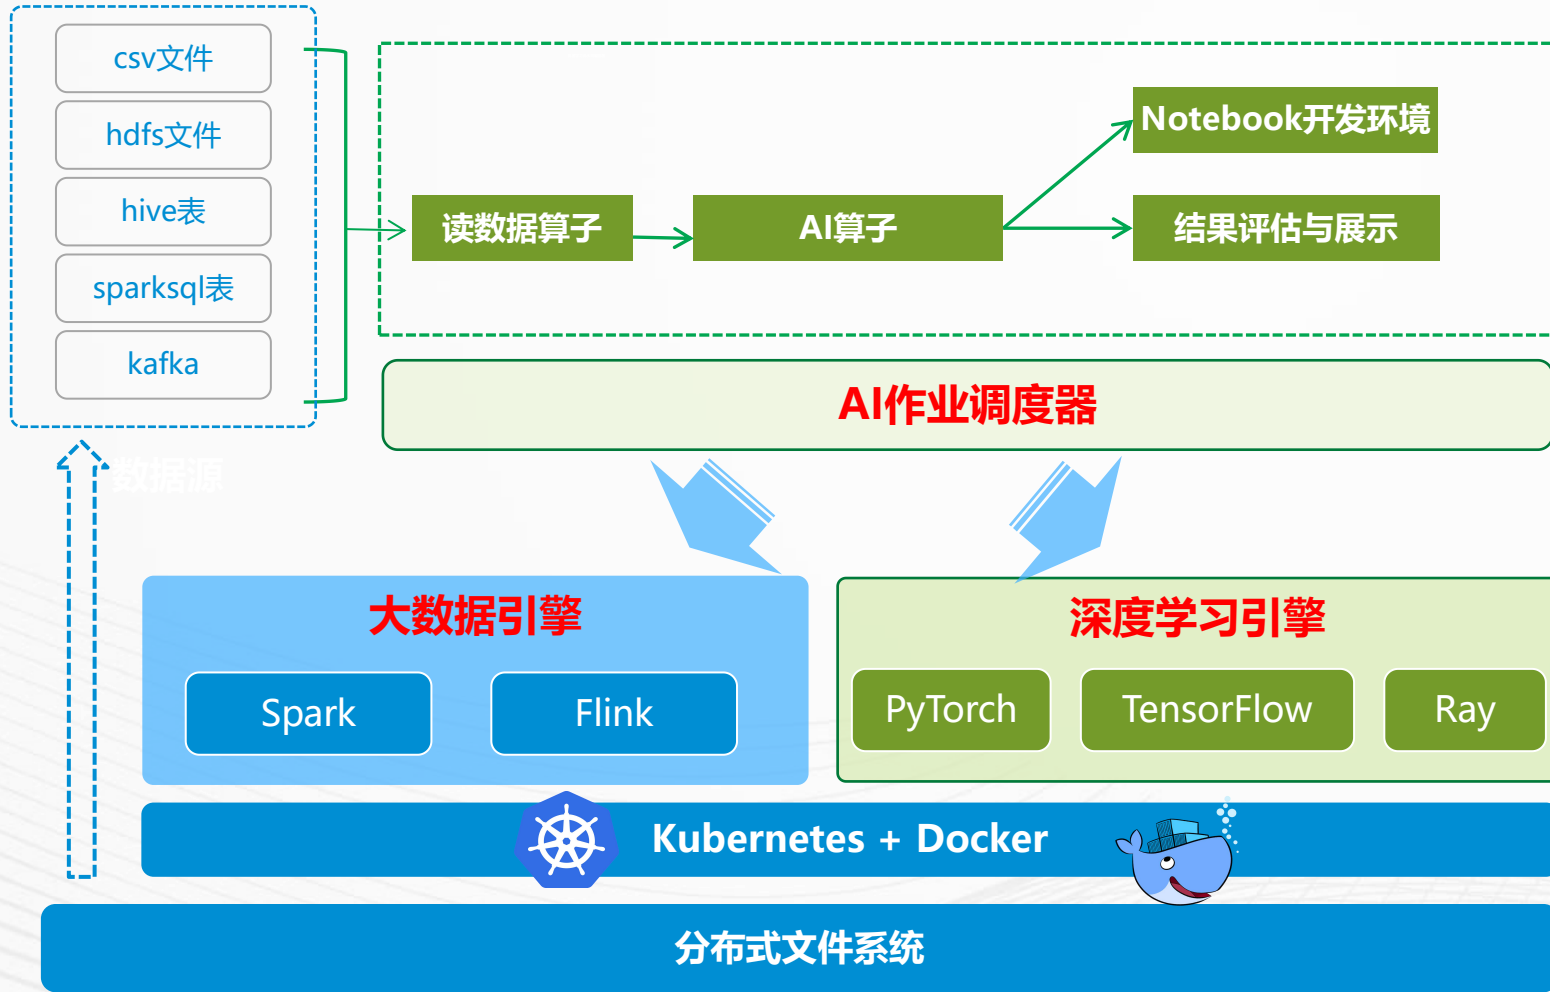 csv文件
hdfs文件
hive表
sparksql表
kafka
数据源
Notebook开发环境
读数据算子
AI算子
结果评估与展示
AI作业调度器
大数据引擎
Spark
Flink
深度学习引擎
PyTorch
TensorFlow
Ray
Kubernetes + Docker
分布式文件系统